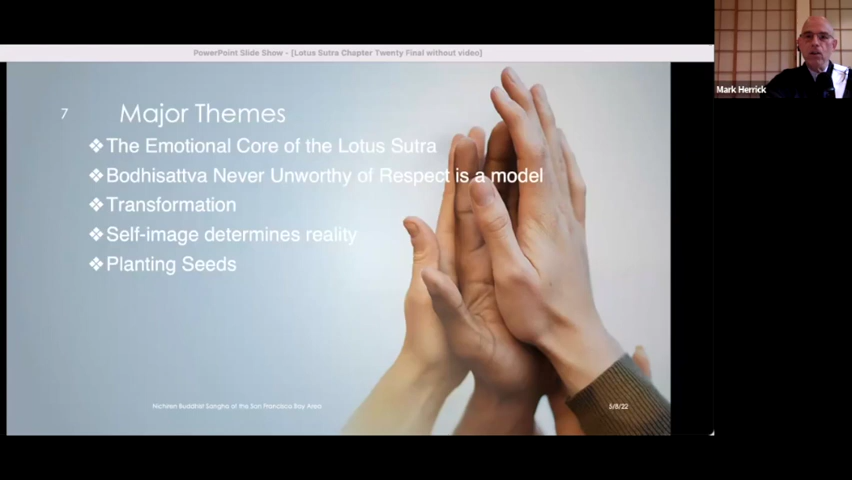 PowerPoint Slide Show - [Lotus Sutra Chapter Twenty Final without video]
7
Major Themes
❖The Emotional Core of the Lotus Sutra
❖Bodhisattva Never Unworthy of Respect is a model
❖Transformation
❖Self-image determines reality
❖Planting Seeds
Nichiren Buddhist Sangha of the San Francisco Bay Area
5/8/22
Mark Herrick